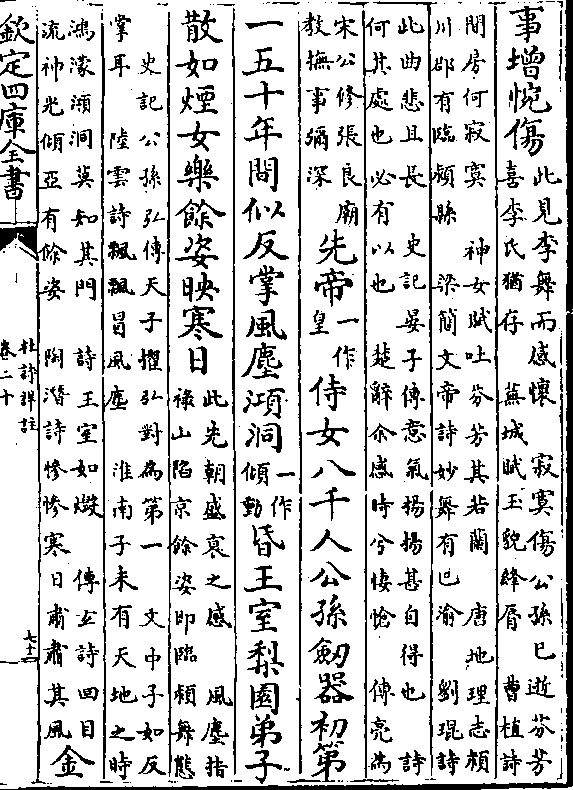 事增惋傷
此見李舞而感懷　寂寞傷公孫已逝芬芳
喜李氏猶存　蕪城賦玉貌絳脣　曹植詩
閒房何寂寞　神女賦吐芬芳其若蘭　唐地理志潁
川郡有臨潁縣　梁簡文帝詩妙舞有巴渝　劉琨詩
此曲悲且長　史記晏子傳意氣揚揚甚自得也　詩
何其處也必有以也　楚辭余感時兮悽愴　傅亮為
宋公修張良廟
教撫事彌深
先帝
一作
皇
侍女八千人公孫劍器初第
一五十年間似反掌風塵澒洞
一作
傾動
昏王室梨園弟子
散如煙女樂餘姿映寒日
此先朝盛衰之感　風塵指
祿山陷京餘姿即臨潁舞態
史記公孫弘傳天子擢弘對為第一　文中子如反
掌耳　陸雲詩飄飄冒風塵　淮南子未有天地之時
鴻濛澒洞莫知其門　詩王室如燬　傅玄詩四目
流神光傾亞有餘姿　陶潛詩慘慘寒日肅肅其風
金
欽定四庫全書
杜詩詳註
卷二十
七十二